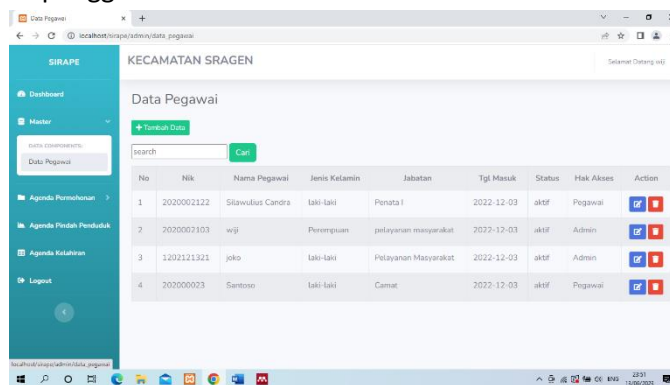 Data Pegawai
localhost/sirape/admin/data_pegawai
SIRAPE
KECAMATAN SRAGEN
Selamat Datang wiji
Dashboard
Master
DATA COMPONENTS:
Data Pegawai
Agenda Permohonan
Agenda Pindah Penduduk
Agenda Kelahiran
Logout
Data Pegawai
+ Tambah Data
search Cari
No Nik Nama Pegawai Jenis Kelamin Jabatan Tgl Masuk Status Hak Akses Action
1 2020002122 Silawulius Candra laki-laki Penata I 2022-12-03 aktif Pegawai
2 2020002103 wiji Perempuan pelayanan masyarakat 2022-12-03 aktif Admin
3 1202121321 joko laki-laki Pelayanan Masyarakat 2022-12-03 aktif Admin
4 202000023 Santoso laki-laki Camat 2022-12-03 aktif Pegawai
localhost/sirape/admin/data_pegawai
ENG
23:51